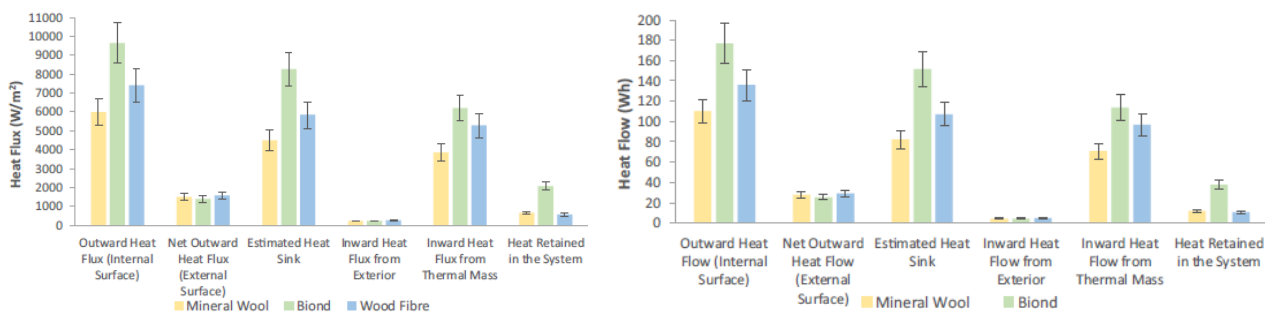 11000
10000
9000
8000
7000
6000
5000
4000
3000
2000
1000
0
Heat Flux (W/m²)
Outward Heat Flux (Internal Surface)
Net Outward Heat Flux (External Surface)
Estimated Heat Sink
Inward Heat Flux from Exterior
Inward Heat Flux from Thermal Mass
Heat Retained in the System
Mineral Wool Biond Wood Fibre
200
180
160
140
120
100
80
60
40
20
0
Heat Flow (Wh)
Outward Heat Flow (Internal Surface)
Net Outward Heat Flow (External Surface)
Estimated Heat Sink
Inward Heat Flow from Exterior
Inward Heat Flow from Thermal Mass
Heat Retained in the System
Mineral Wool Biond